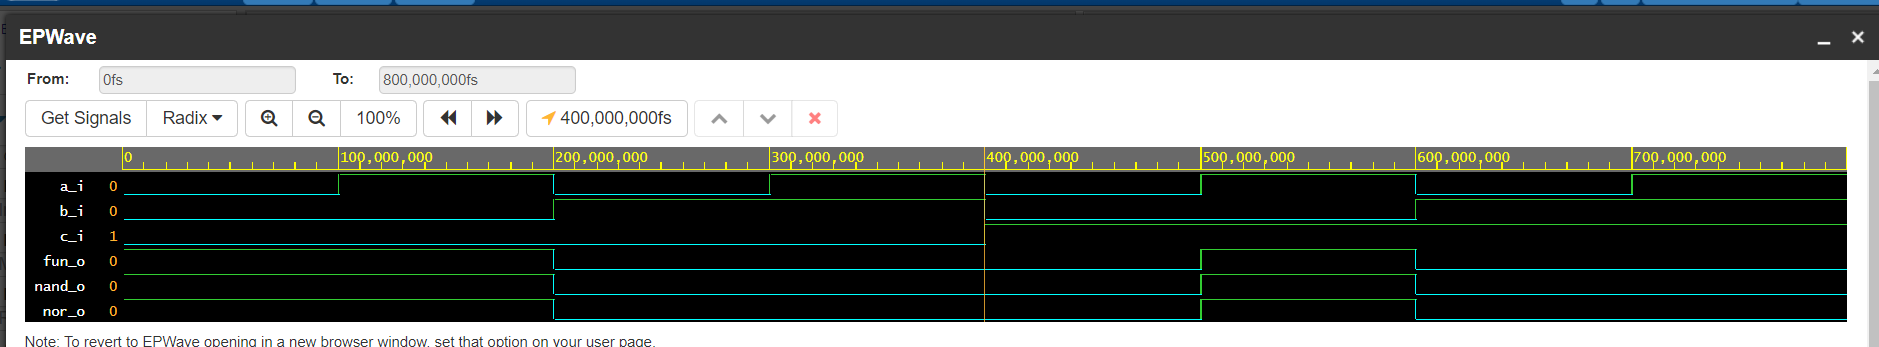 EPWave
From: 0fs To: 800,000,000fs
Get Signals Radix 100% 400,000,000fs
0 100,000,000 200,000,000 300,000,000 400,000,000 500,000,000 600,000,000 700,000,000
a_i 0
b_i 0
c_i 1
fun_o 0
nand_o 0
nor_o 0
Note: To revert to EPWave opening in a new browser window, set that option on your user page.